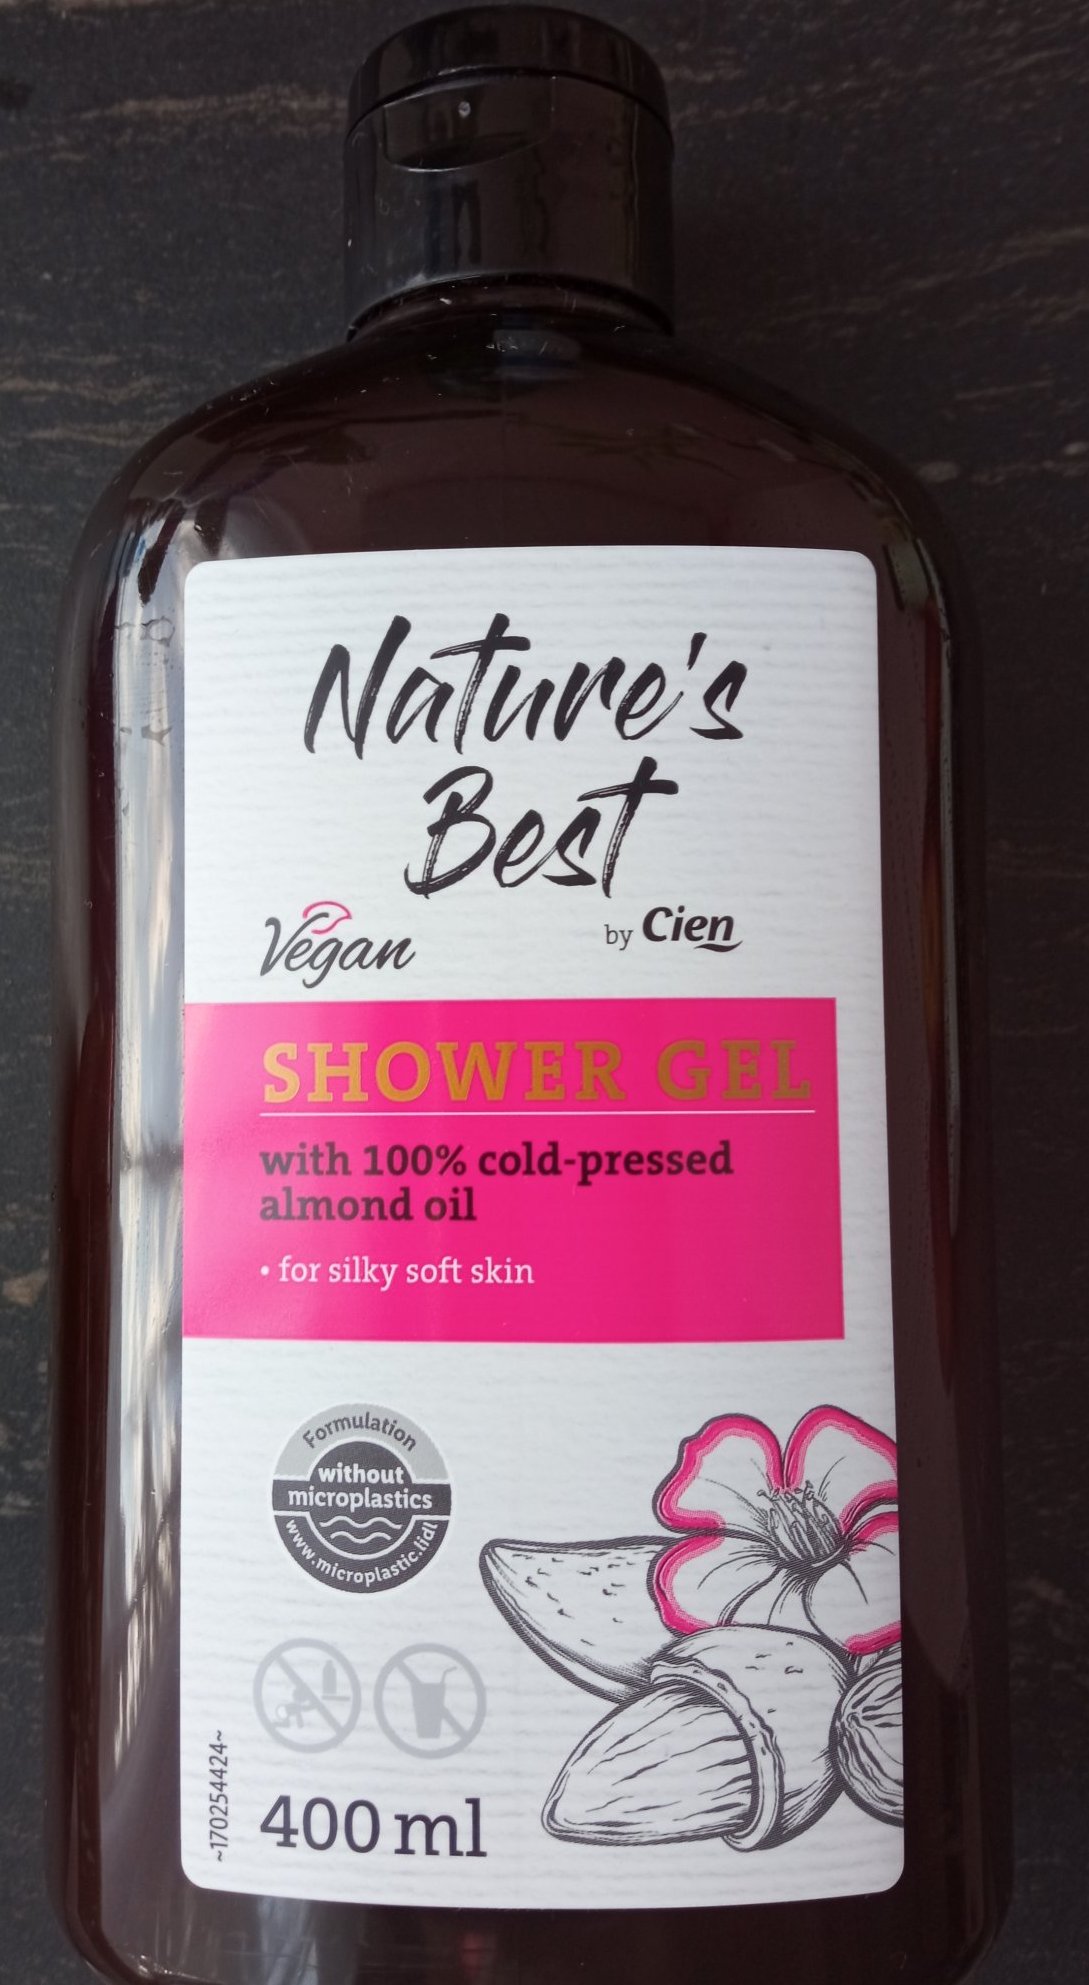 Nature's
Best
Vegan
by Cien
SHOWER GEL
with 100% cold-pressed
almond oil
• for silky soft skin
Formulation
without
microplastics
www.microplastic.lidl
~170254424~
400 ml